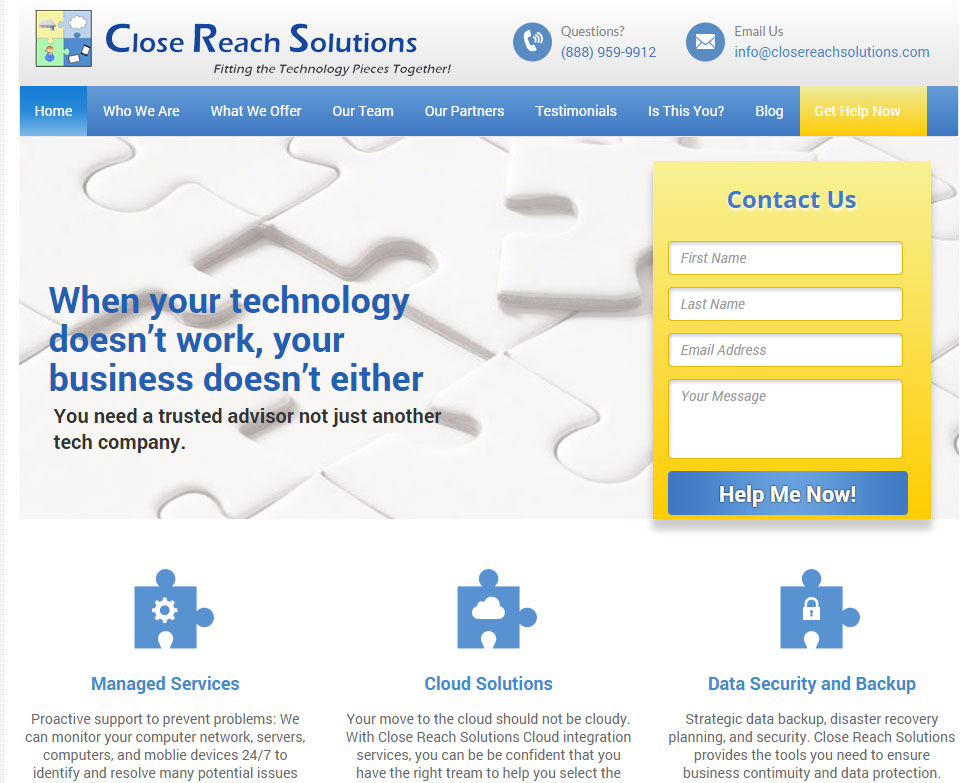 Close Reach Solutions
Fitting the Technology Pieces Together!
Questions?
(888) 959-9912
Email Us
info@closereachsolutions.com
Home
Who We Are
What We Offer
Our Team
Our Partners
Testimonials
Is This You?
Blog
Get Help Now
When your technology
doesn't work, your
business doesn't either
You need a trusted advisor not just another
tech company.
Contact Us
First Name
Last Name
Email Address
Your Message
Help Me Now!
Managed Services
Proactive support to prevent problems: We
can monitor your computer network, servers,
computers, and moblie devices 24/7 to
identify and resolve many potential issues
Cloud Solutions
Your move to the cloud should not be cloudy.
With Close Reach Solutions Cloud integration
services, you can be be confident that you
have the right tream to help you select the
Data Security and Backup
Strategic data backup, disaster recovery
planning, and security. Close Reach Solutions
provides the tools you need to ensure
business continuity and data protection.